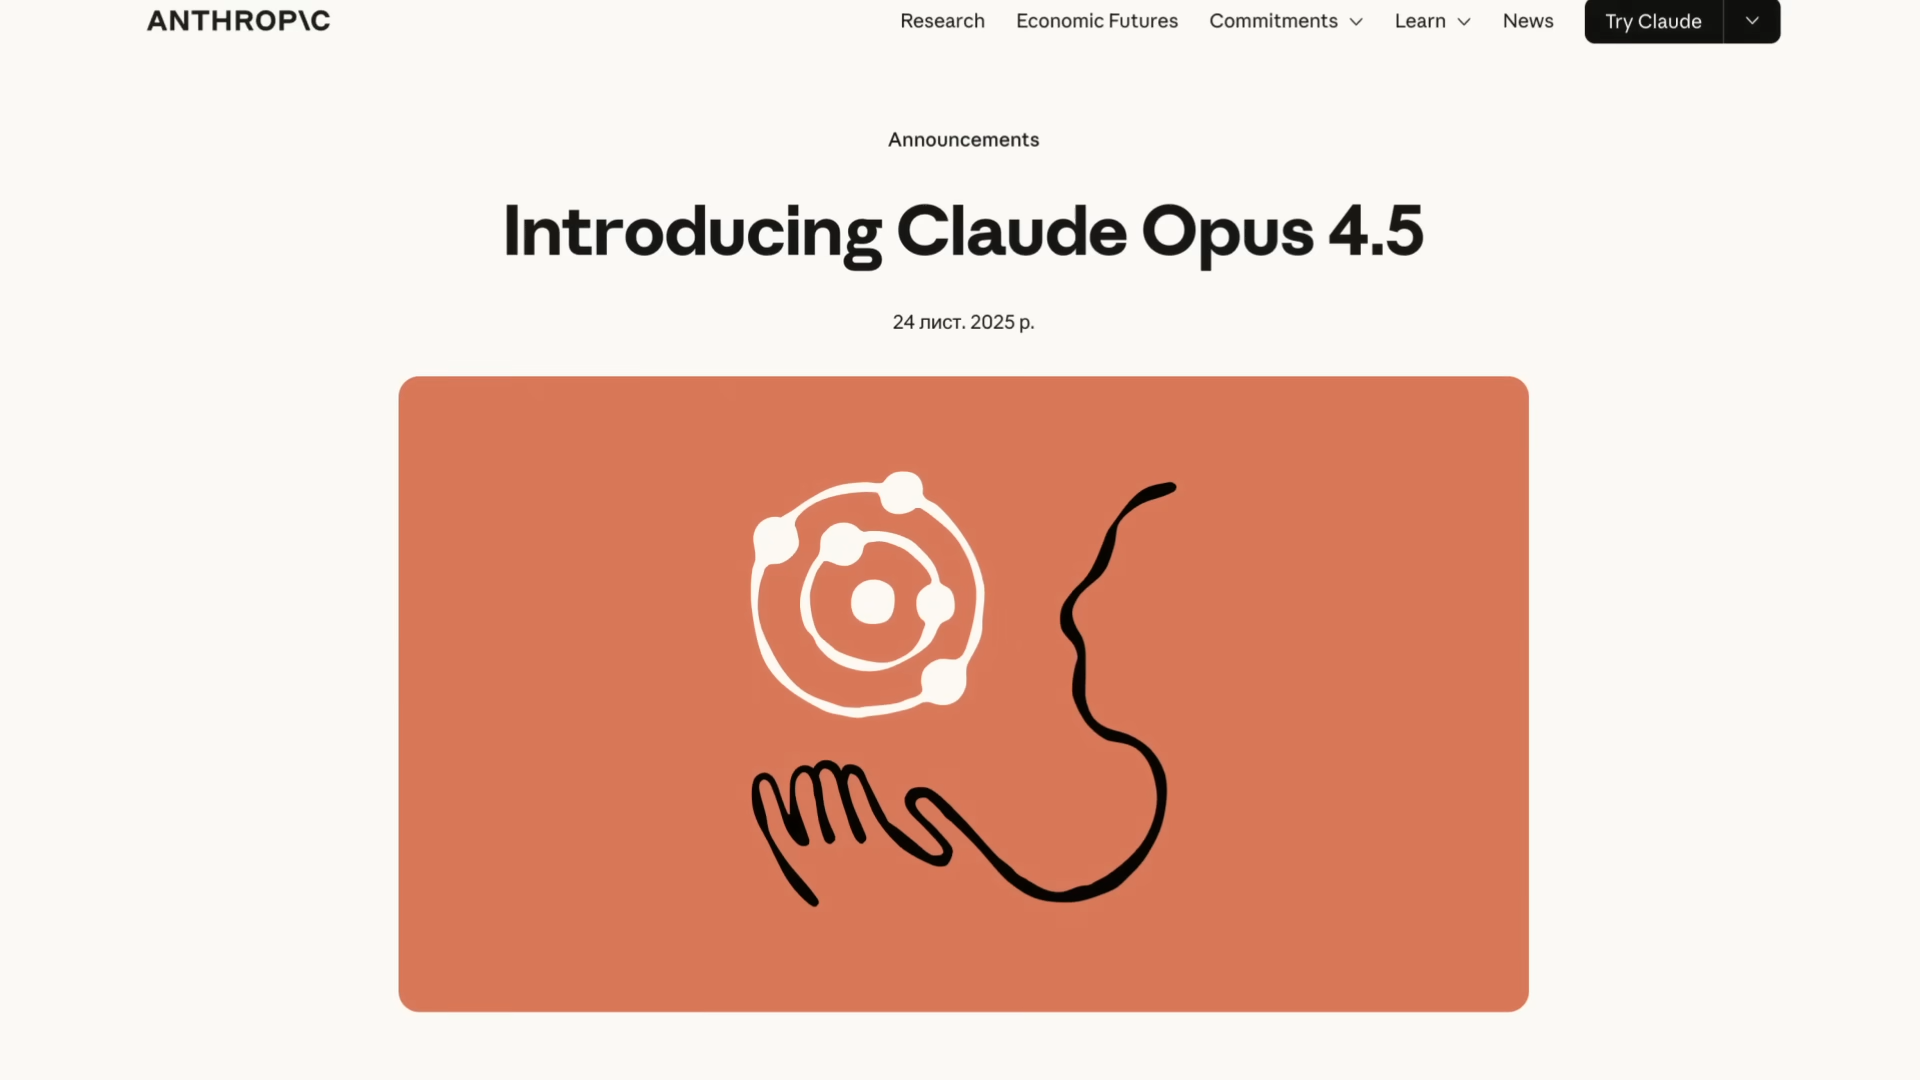 ANTHROP\C
Research Economic Futures Commitments Learn News Try Claude
Announcements
Introducing Claude Opus 4.5
24 лист. 2025 р.